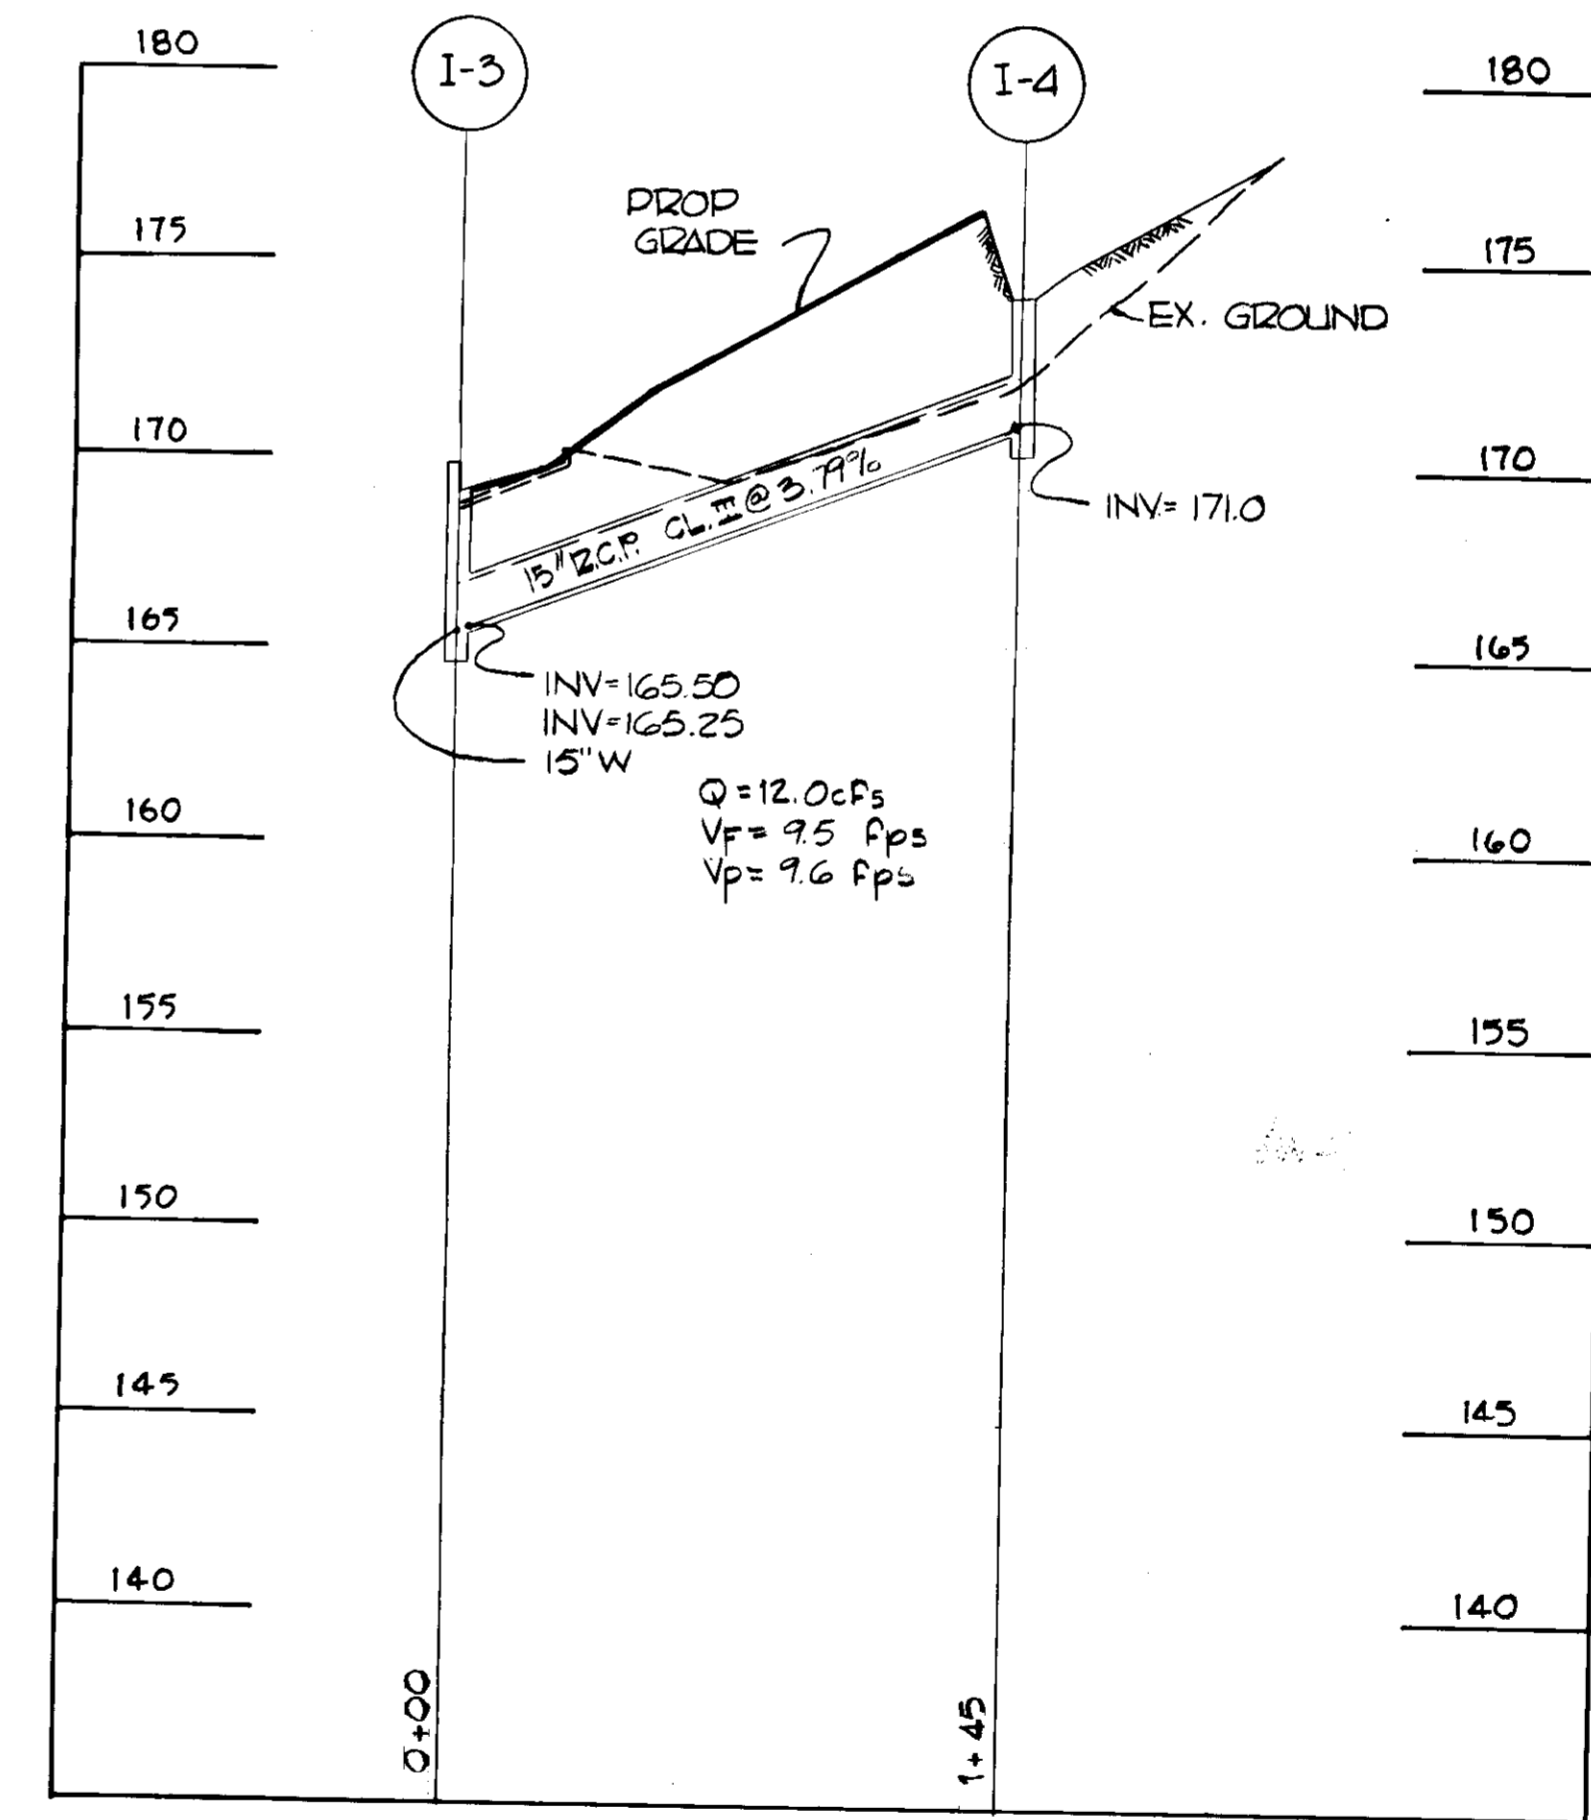 180
I-3
I-4
180
PROP
GRADE
175
175
EX. GROUND
170
170
15" R.C.P. CL. III @ 3.79%
INV.= 171.0
165
165
INV=165.50
INV=165.25
15" W
Q = 12.0cfs
VF = 9.5 fps
Vp = 9.6 fps
160
160
155
155
150
150
145
145
140
140
0+00
1+45